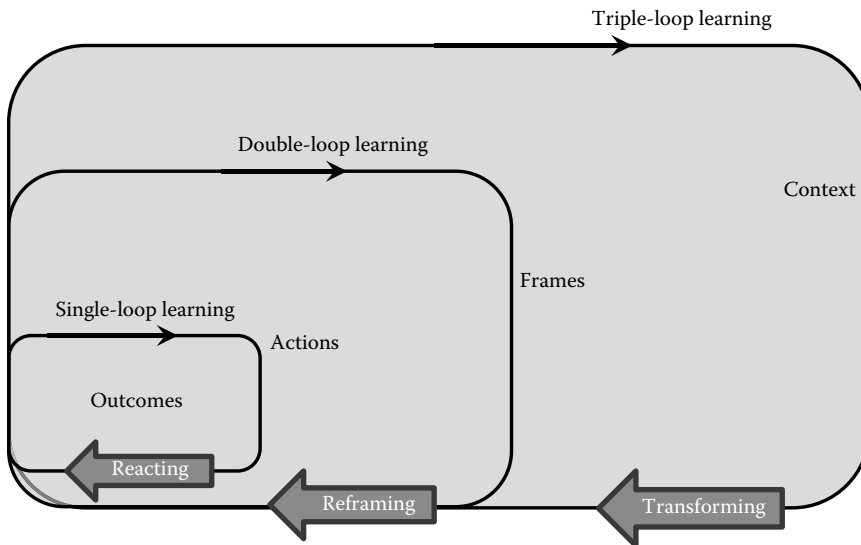 Triple-loop learning
Double-loop learning
Context
Frames
Single-loop learning
Actions
Outcomes
Reacting
Reframing
Transforming